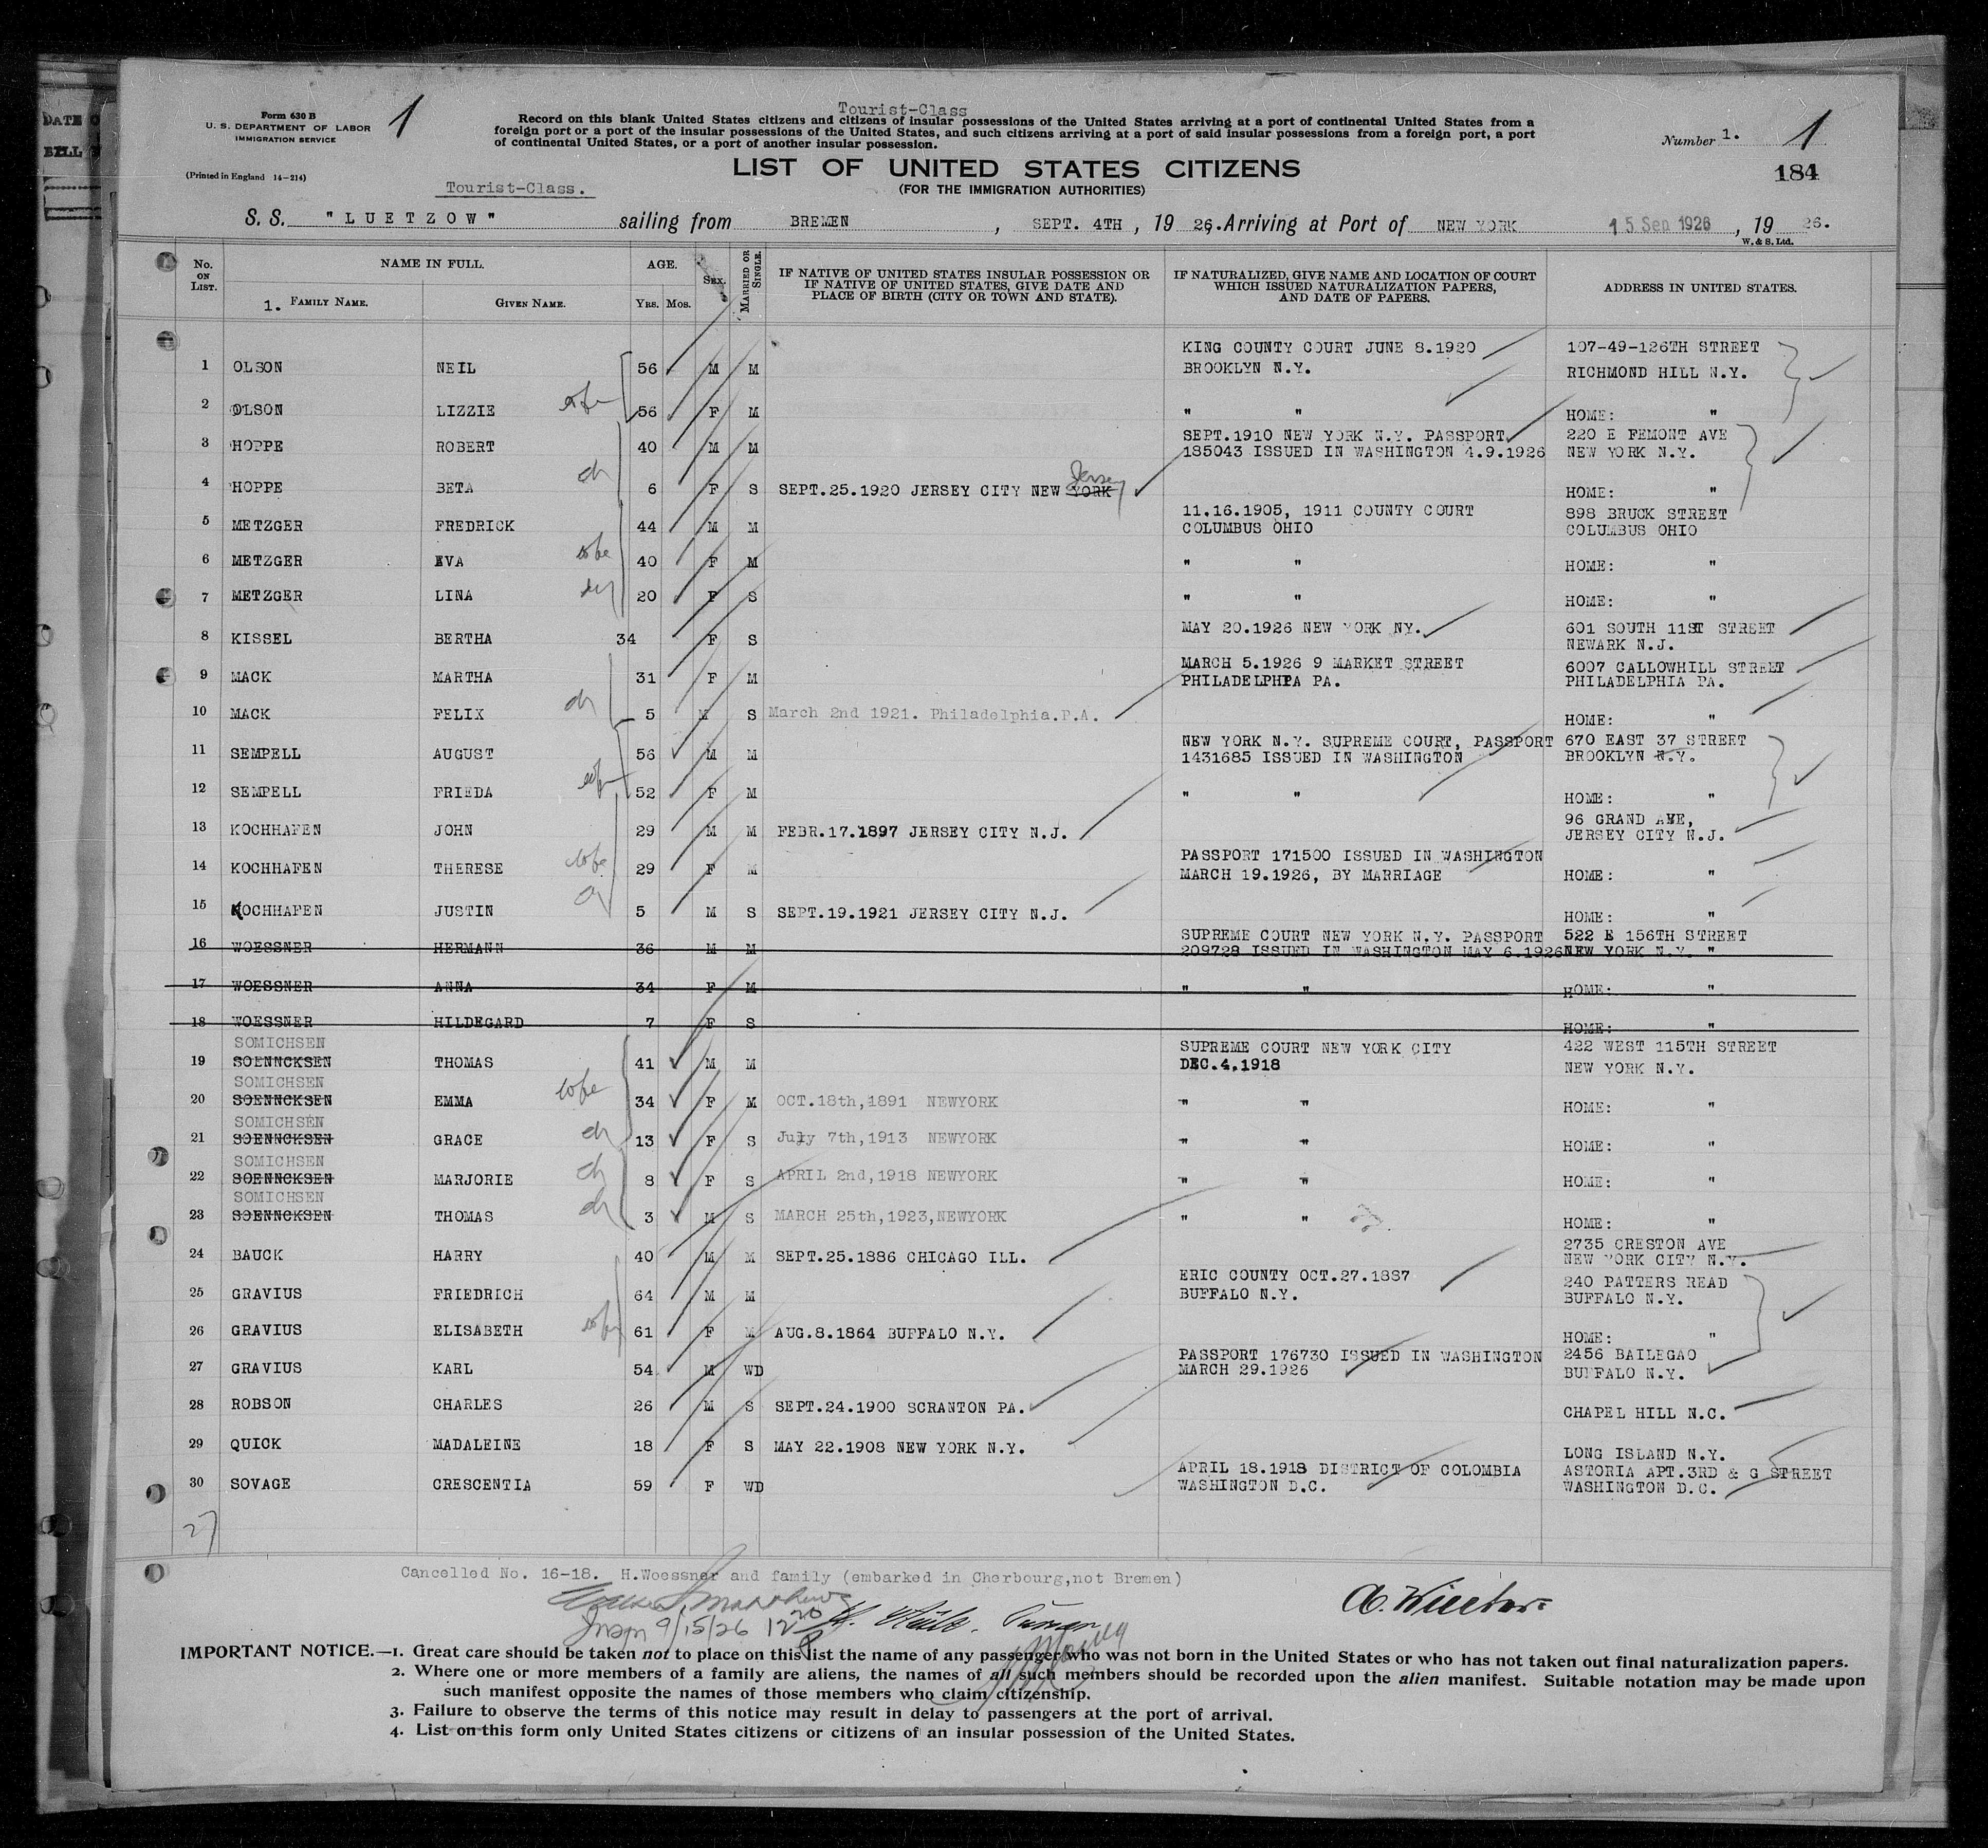 DATE O
BILL
Form 630 B
U. S. DEPARTMENT OF LABOR
IMMIGRATION SERVICE
(Printed in England 14-214)
1
Tourist-Class
Record on this blank United States citizens and citizens of insular possessions of the United States arriving at a port of continental United States from a
foreign port or a port of the insular possessions of the United States, and such citizens arriving at a port of said insular possessions from a foreign port, a port
of continental United States, or a port of another insular possession.
Number 1. 1
184
LIST OF UNITED STATES CITIZENS
(FOR THE IMMIGRATION AUTHORITIES)
Tourist-Class.
S. S. "LUETZOW" sailing from BREMEN, SEPT. 4TH, 19 26. Arriving at Port of NEW YORK 15 Sep 1926, 19 26.
W. & S. Ltd.
No. ON LIST. NAME IN FULL. AGE. SEX. MARRIED OR SINGLE. IF NATIVE OF UNITED STATES INSULAR POSSESSION OR IF NATIVE OF UNITED STATES, GIVE DATE AND PLACE OF BIRTH (CITY OR TOWN AND STATE). IF NATURALIZED, GIVE NAME AND LOCATION OF COURT WHICH ISSUED NATURALIZATION PAPERS, AND DATE OF PAPERS. ADDRESS IN UNITED STATES.
1. FAMILY NAME. GIVEN NAME. YRS. MOS.
KING COUNTY COURT JUNE 8.1920 107-49-126TH STREET
1 OLSON NEIL 56 M M BROOKLYN N.Y. RICHMOND HILL N.Y.
2 OLSON LIZZIE wife 56 F M " " HOME: "
SEPT.1910 NEW YORK N.Y. PASSPORT 220 E FEMONT AVE
3 HOPPE ROBERT 40 M M 185043 ISSUED IN WASHINGTON 4.9.1926 NEW YORK N.Y.
4 HOPPE BETA ch 6 F S SEPT.25.1920 JERSEY CITY NEW YORK Jersey HOME: "
11.16.1905, 1911 COUNTY COURT 898 BRUCK STREET
5 METZGER FREDRICK 44 M M COLUMBUS OHIO COLUMBUS OHIO
6 METZGER EVA wife 40 F M " " HOME: "
7 METZGER LINA 20 F S " " HOME: "
MAY 20.1926 NEW YORK NY. 601 SOUTH 11ST STREET
8 KISSEL BERTHA 34 F S NEWARK N.J.
MARCH 5.1926 9 MARKET STREET 6007 CALLOWHILL STREET
9 MACK MARTHA 31 F M PHILADELPHIA PA. PHILADELPHIA PA.
10 MACK FELIX ch 5 M S March 2nd 1921. Philadelphia.P.A. HOME: "
NEW YORK N.Y. SUPREME COURT, PASSPORT 670 EAST 37 STREET
11 SEMPELL AUGUST 56 M M 1431685 ISSUED IN WASHINGTON BROOKLYN N.Y.
12 SEMPELL FRIEDA wife 52 F M " " HOME: "
96 GRAND AVE,
13 KOCHHAFEN JOHN 29 M M FEBR.17.1897 JERSEY CITY N.J. JERSEY CITY N.J.
PASSPORT 171500 ISSUED IN WASHINGTON
14 KOCHHAFEN THERESE wife 29 F M MARCH 19.1926, BY MARRIAGE HOME: "
15 KOCHHAFEN JUSTIN ch 5 M S SEPT.19.1921 JERSEY CITY N.J. HOME: "
SUPREME COURT NEW YORK N.Y. PASSPORT 522 E 156TH STREET
16 WOESSNER HERMANN 36 M M 209728 ISSUED IN WASHINGTON MAY 6.1926 NEW YORK N.Y. "
17 WOESSNER ANNA 34 F M " " HOME: "
18 WOESSNER HILDEGARD 7 F S HOME: "
SOMICHSEN SUPREME COURT NEW YORK CITY 422 WEST 115TH STREET
19 SOENNCKSEN THOMAS 41 M M DEC.4.1918 NEW YORK N.Y.
SOMICHSEN
20 SOENNCKSEN EMMA wife 34 F M OCT.18th,1891 NEWYORK " " HOME: "
SOMICHSEN
21 SOENNCKSEN GRACE ch 13 F S July 7th,1913 NEWYORK " " HOME: "
SOMICHSEN
22 SOENNCKSEN MARJORIE ch 8 F S APRIL 2nd,1918 NEWYORK " " HOME: "
SOMICHSEN
23 SOENNCKSEN THOMAS ch 3 M S MARCH 25th,1923,NEWYORK " " HOME: "
2735 CRESTON AVE
24 BAUCK HARRY 40 M M SEPT.25.1886 CHICAGO ILL. NEW YORK CITY N.Y.
ERIC COUNTY OCT.27.1887 240 PATTERS READ
25 GRAVIUS FRIEDRICH 64 M M BUFFALO N.Y. BUFFALO N.Y.
26 GRAVIUS ELISABETH wife 61 F M AUG.8.1864 BUFFALO N.Y. HOME: "
PASSPORT 176730 ISSUED IN WASHINGTON 2456 BAILEGAO
27 GRAVIUS KARL 54 M WD MARCH 29.1926 BUFFALO N.Y.
28 ROBSON CHARLES 26 M S SEPT.24.1900 SCRANTON PA. CHAPEL HILL N.C.
29 QUICK MADALEINE 18 F S MAY 22.1908 NEW YORK N.Y. LONG ISLAND N.Y.
APRIL 18.1918 DISTRICT OF COLOMBIA ASTORIA APT.3RD & G STREET
30 SOVAGE CRESCENTIA 59 F WD WASHINGTON D.C. WASHINGTON D.C.
27
Cancelled No. 16-18. H.Woessner and family (embarked in Cherbourg,not Bremen)
Inspr 9/15/26 12 20
IMPORTANT NOTICE.—1. Great care should be taken not to place on this list the name of any passenger who was not born in the United States or who has not taken out final naturalization papers.
2. Where one or more members of a family are aliens, the names of all such members should be recorded upon the alien manifest. Suitable notation may be made upon
such manifest opposite the names of those members who claim citizenship.
3. Failure to observe the terms of this notice may result in delay to passengers at the port of arrival.
4. List on this form only United States citizens or citizens of an insular possession of the United States.